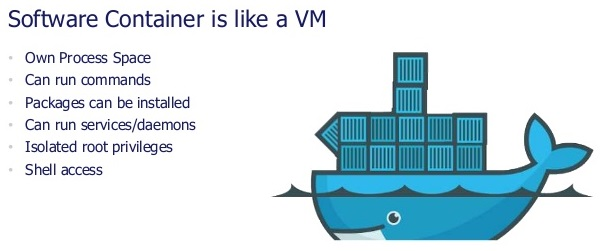 Software Container is like a VM
• Own Process Space
• Can run commands
• Packages can be installed
• Can run services/daemons
• Isolated root privileges
• Shell access